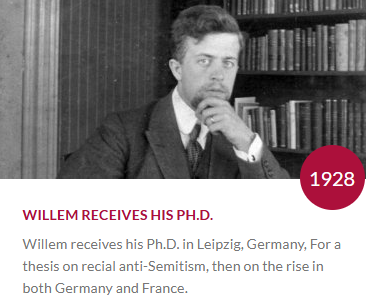 1928
WILLEM RECEIVES HIS PH.D.
Willem receives his Ph.D. in Leipzig, Germany, For a
thesis on recial anti-Semitism, then on the rise in
both Germany and France.